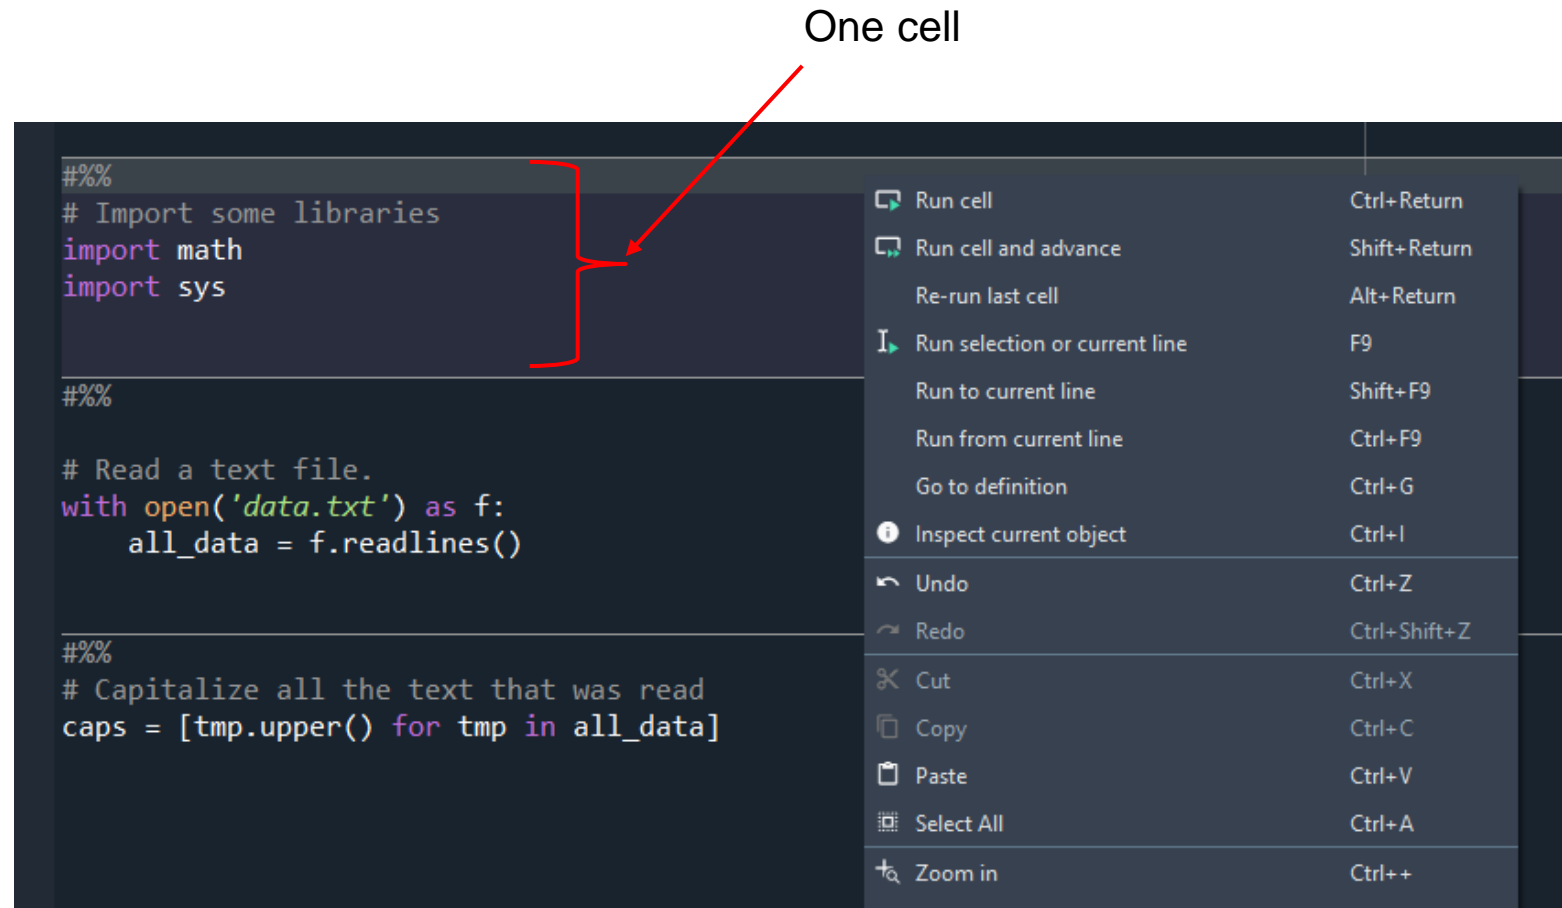 One cell
#%%
# Import some libraries
import math
import sys
#%%
# Read a text file.
with open('data.txt') as f:
    all_data = f.readlines()
#%%
# Capitalize all the text that was read
caps = [tmp.upper() for tmp in all_data]
Run cell Ctrl+Return
Run cell and advance Shift+Return
Re-run last cell Alt+Return
Run selection or current line F9
Run to current line Shift+F9
Run from current line Ctrl+F9
Go to definition Ctrl+G
Inspect current object Ctrl+I
Undo Ctrl+Z
Redo Ctrl+Shift+Z
Cut Ctrl+X
Copy Ctrl+C
Paste Ctrl+V
Select All Ctrl+A
Zoom in Ctrl++